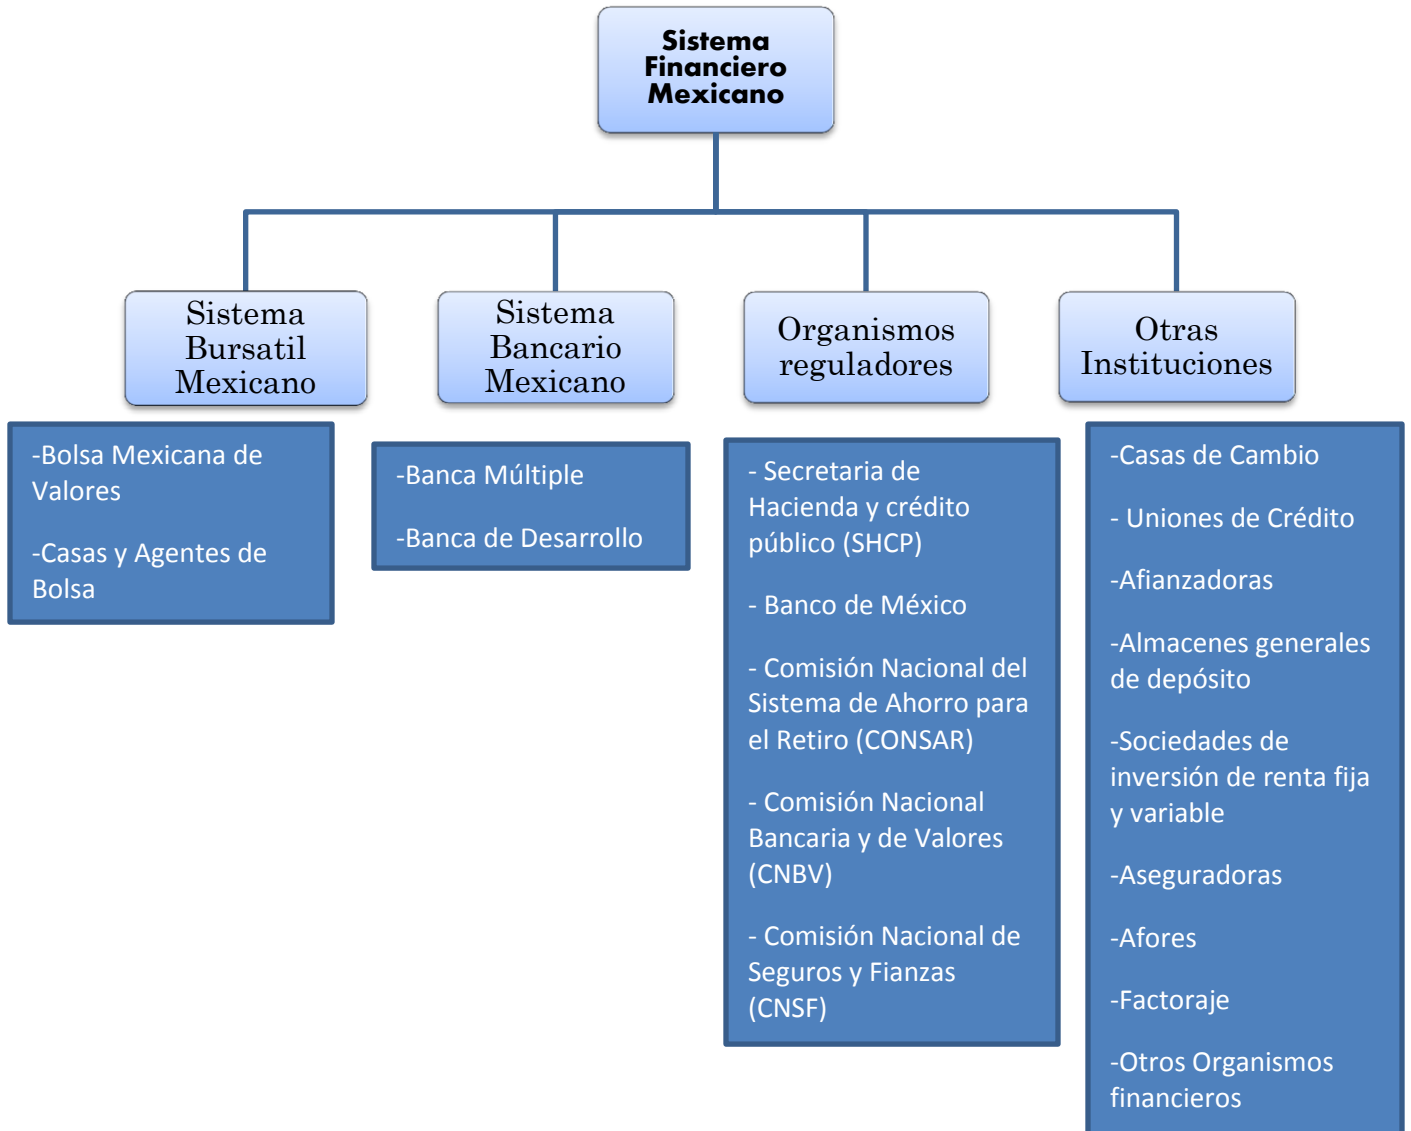 Sistema
Financiero
Mexicano
Sistema
Bursatil
Mexicano
-Bolsa Mexicana de
Valores
-Casas y Agentes de
Bolsa
Sistema
Bancario
Mexicano
-Banca Múltiple
-Banca de Desarrollo
Organismos
reguladores
- Secretaria de
Hacienda y crédito
público (SHCP)
- Banco de México
- Comisión Nacional del
Sistema de Ahorro para
el Retiro (CONSAR)
- Comisión Nacional
Bancaria y de Valores
(CNBV)
- Comisión Nacional de
Seguros y Fianzas
(CNSF)
Otras
Instituciones
-Casas de Cambio
- Uniones de Crédito
-Afianzadoras
-Almacenes generales
de depósito
-Sociedades de
inversión de renta fija
y variable
-Aseguradoras
-Afores
-Factoraje
-Otros Organismos
financieros